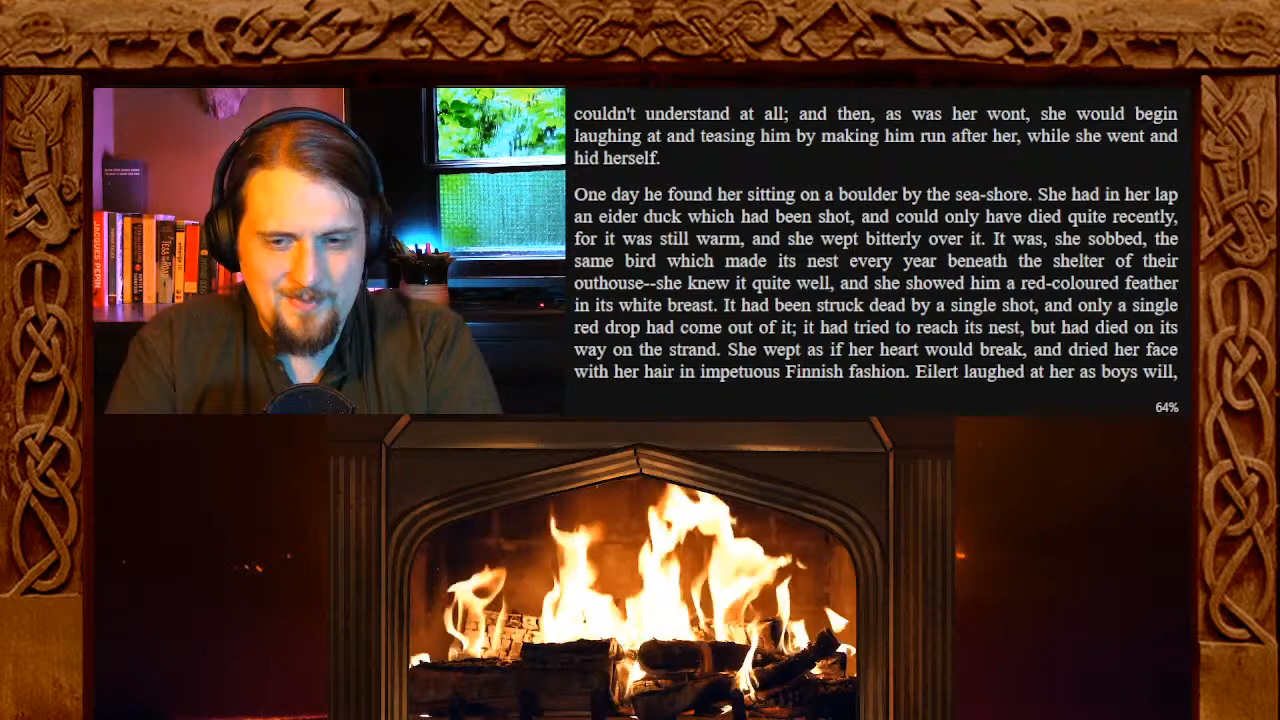 couldn't understand at all; and then, as was her wont, she would begin
laughing at and teasing him by making him run after her, while she went and
hid herself.
One day he found her sitting on a boulder by the sea-shore. She had in her lap
an eider duck which had been shot, and could only have died quite recently,
for it was still warm, and she wept bitterly over it. It was, she sobbed, the
same bird which made its nest every year beneath the shelter of their
outhouse--she knew it quite well, and she showed him a red-coloured feather
in its white breast. It had been struck dead by a single shot, and only a single
red drop had come out of it; it had tried to reach its nest, but had died on its
way on the strand. She wept as if her heart would break, and dried her face
with her hair in impetuous Finnish fashion. Eilert laughed at her as boys will,
64%
JACQUES PEPIN